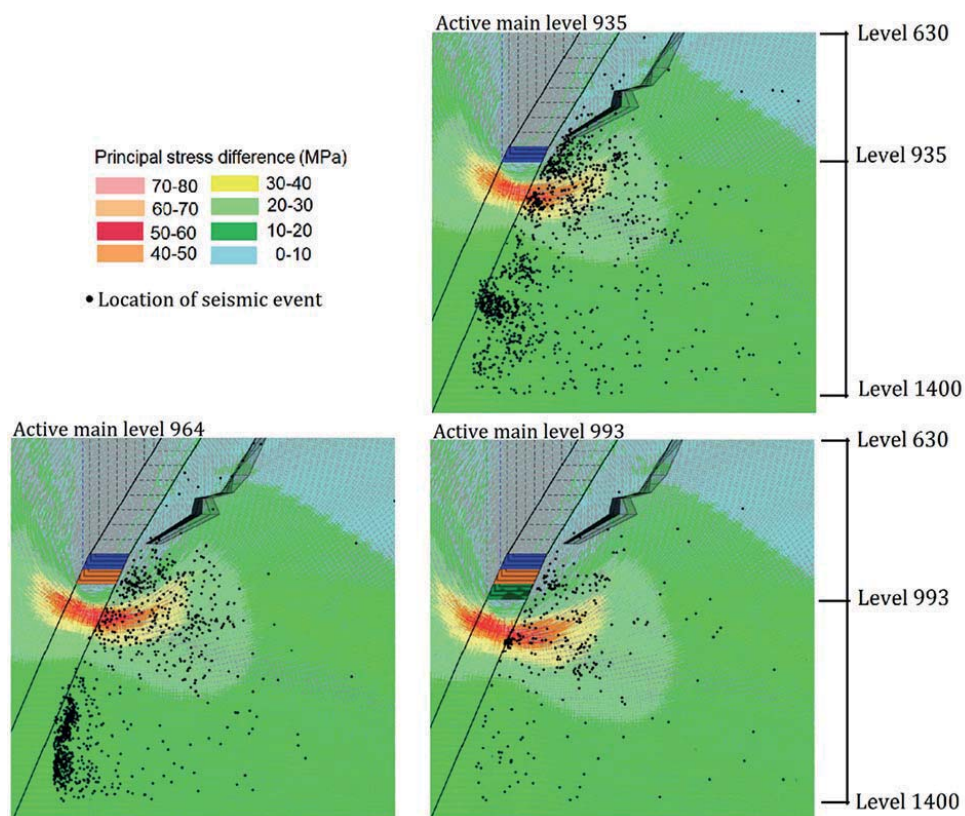 Active main level 935
Level 630
Principal stress difference (MPa)
70-80 30-40
60-70 20-30
50-60 10-20
40-50 0-10
Level 935
• Location of seismic event
Level 1400
Active main level 964
Active main level 993
Level 630
Level 993
Level 1400